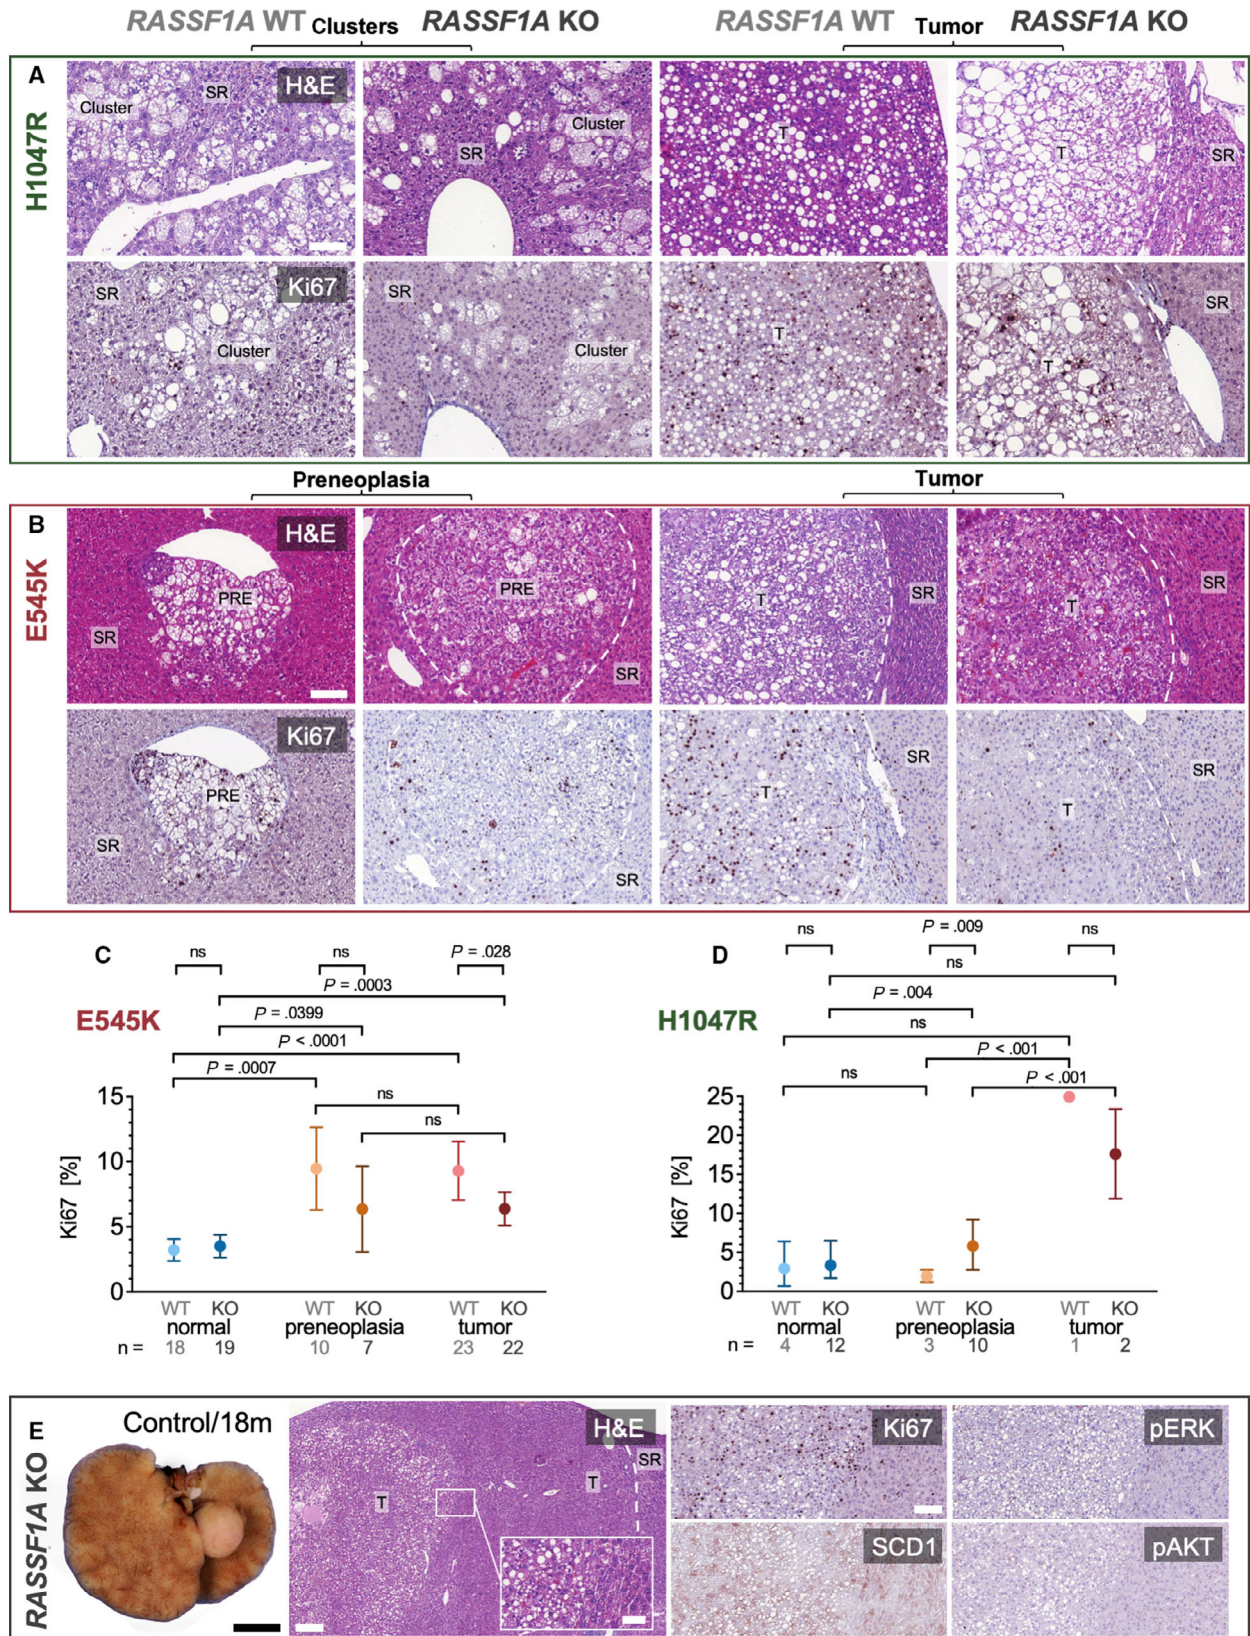 RASSF1A WT Clusters RASSF1A KO RASSF1A WT Tumor RASSF1A KO
A
H1047R
H&E
Cluster
SR
SR
Cluster
T
T
SR
Ki67
SR
Cluster
SR
Cluster
T
T
SR
Preneoplasia Tumor
B
E545K
H&E
PRE
SR
PRE
SR
T
SR
T
SR
Ki67
PRE
SR
SR
T
SR
T
SR
C
E545K
ns ns P = .028
P = .0003
P = .0399
P < .0001
P = .0007
ns
ns
Ki67 [%]
15
10
5
0
WT KO WT KO WT KO
normal preneoplasia tumor
n = 18 19 10 7 23 22
D
H1047R
ns P = .009 ns
ns
P = .004
ns
P < .001
ns P < .001
Ki67 [%]
25
20
15
10
5
0
WT KO WT KO WT KO
normal preneoplasia tumor
n = 4 12 3 10 1 2
E
RASSF1A KO
Control/18m
H&E
T
T
SR
Ki67
pERK
SCD1
pAKT